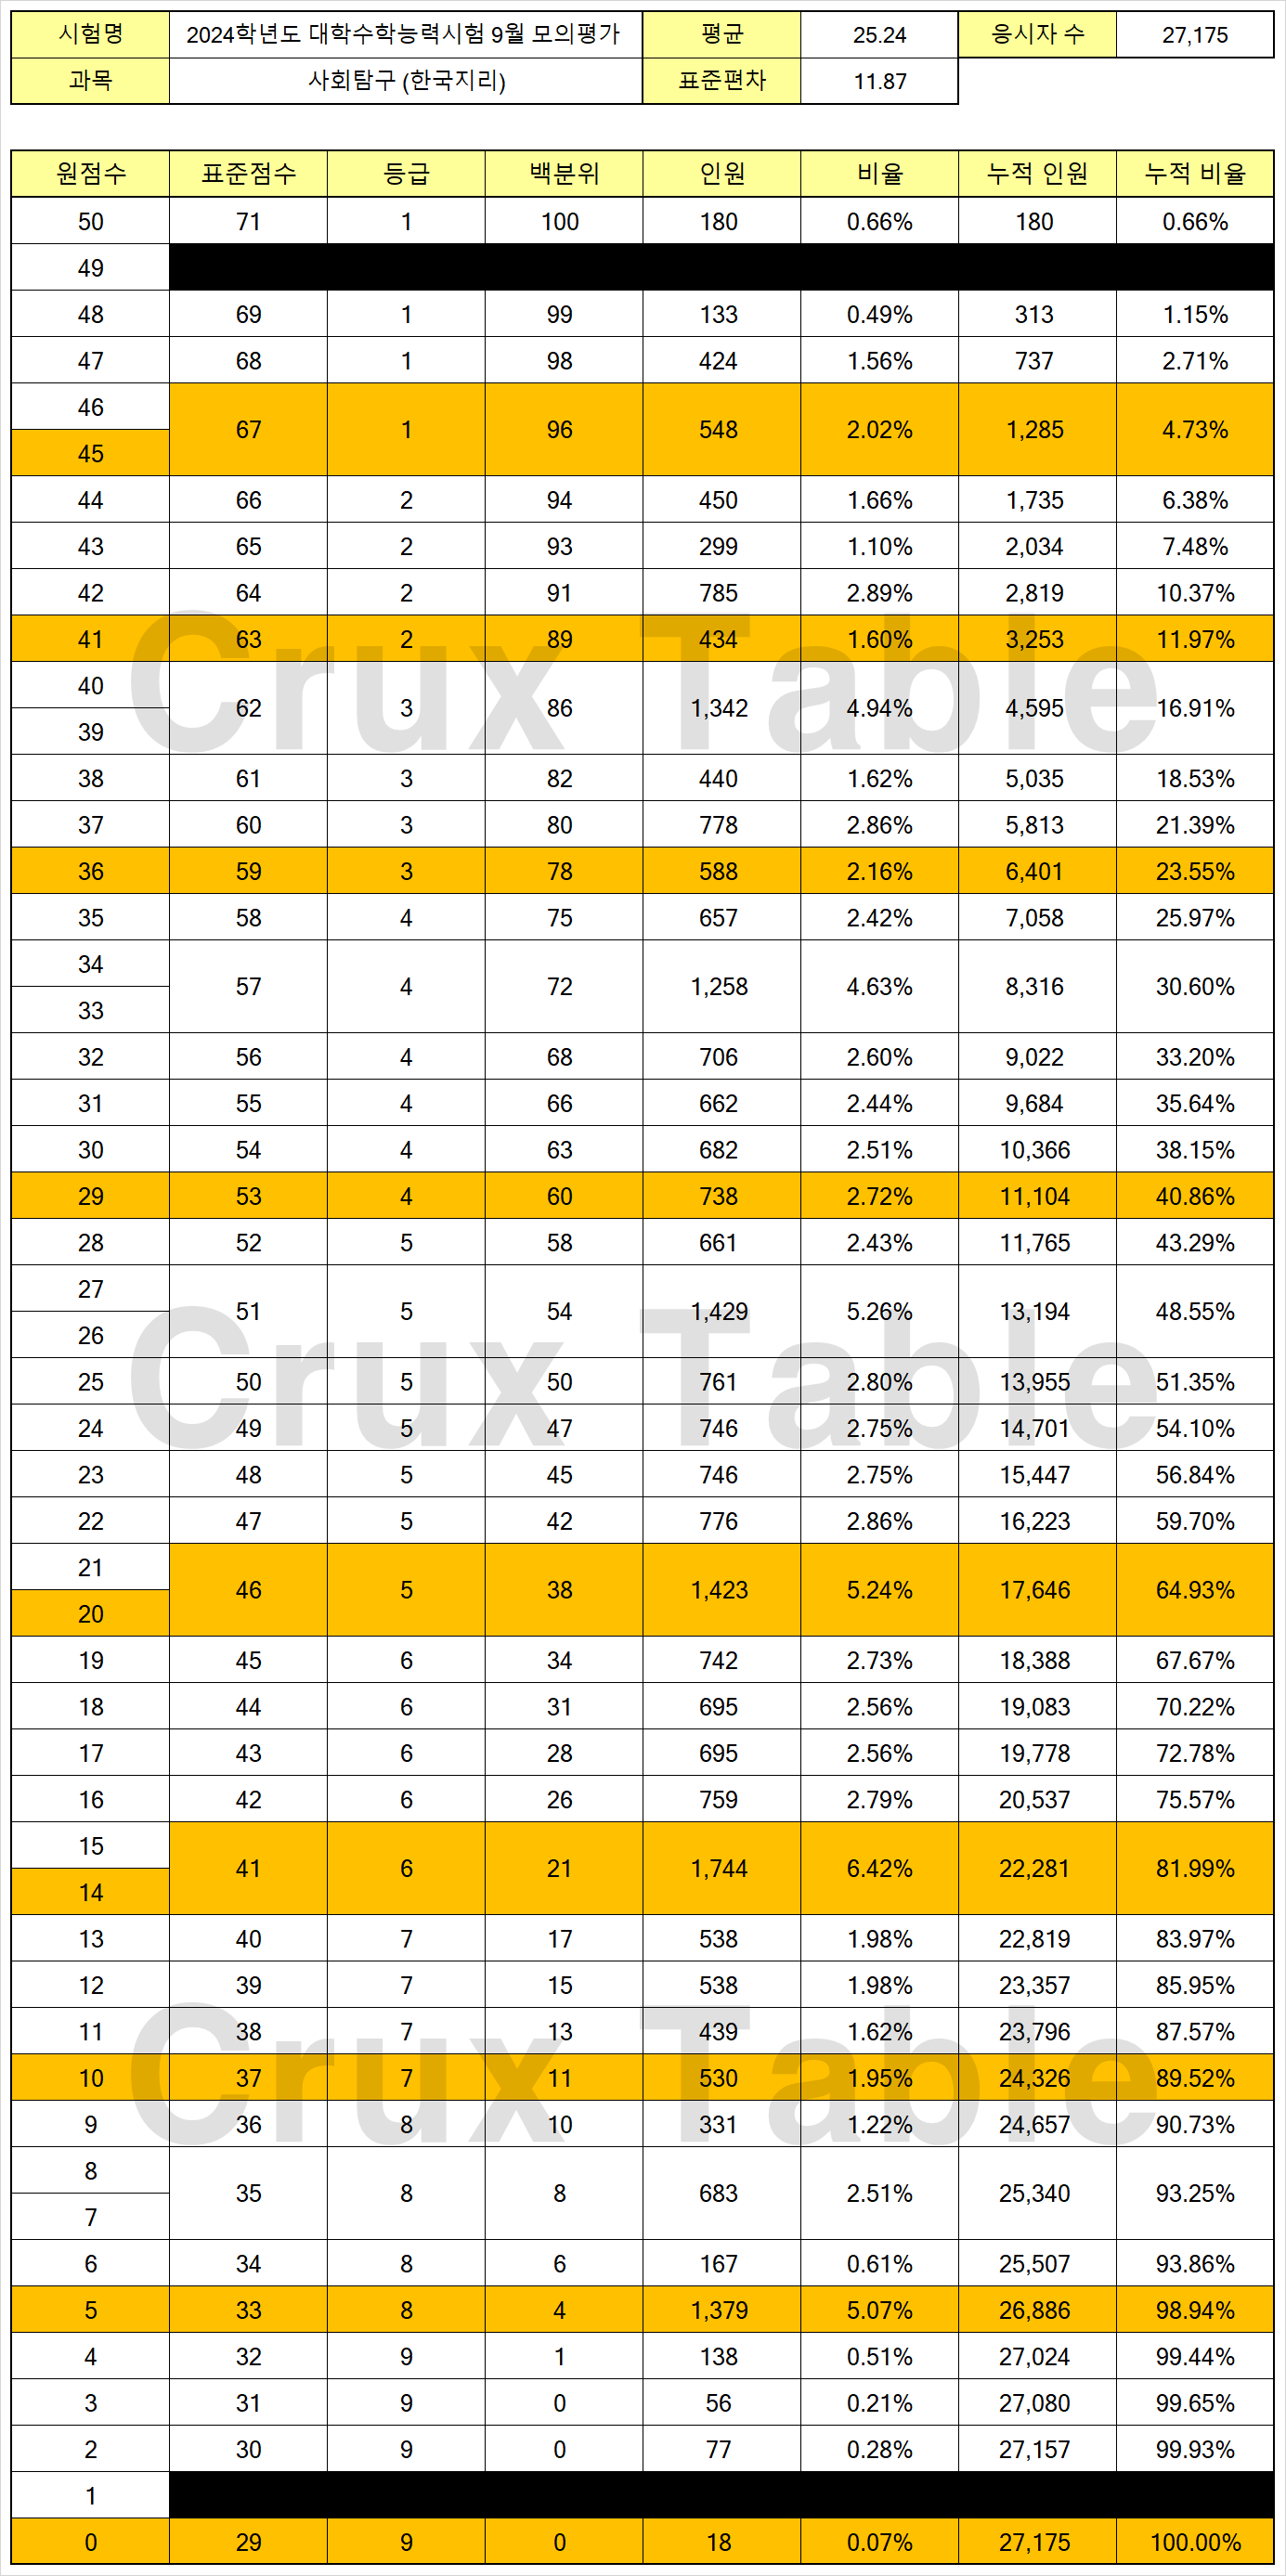 시험명 2024학년도 대학수학능력시험 9월 모의평가 평균 25.24 응시자 수 27,175
과목 사회탐구 (한국지리) 표준편차 11.87
원점수 표준점수 등급 백분위 인원 비율 누적 인원 누적 비율
50 71 1 100 180 0.66% 180 0.66%
49
48 69 1 99 133 0.49% 313 1.15%
47 68 1 98 424 1.56% 737 2.71%
46
67 1 96 548 2.02% 1,285 4.73%
45
44 66 2 94 450 1.66% 1,735 6.38%
43 65 2 93 299 1.10% 2,034 7.48%
42 64 2 91 785 2.89% 2,819 10.37%
41 63 2 89 434 1.60% 3,253 11.97%
Crux Table
40
62 3 86 1,342 4.94% 4,595 16.91%
39
38 61 3 82 440 1.62% 5,035 18.53%
37 60 3 80 778 2.86% 5,813 21.39%
36 59 3 78 588 2.16% 6,401 23.55%
35 58 4 75 657 2.42% 7,058 25.97%
34
57 4 72 1,258 4.63% 8,316 30.60%
33
32 56 4 68 706 2.60% 9,022 33.20%
31 55 4 66 662 2.44% 9,684 35.64%
30 54 4 63 682 2.51% 10,366 38.15%
29 53 4 60 738 2.72% 11,104 40.86%
28 52 5 58 661 2.43% 11,765 43.29%
27
51 5 54 1,429 5.26% 13,194 48.55%
26
Crux Table
25 50 5 50 761 2.80% 13,955 51.35%
24 49 5 47 746 2.75% 14,701 54.10%
23 48 5 45 746 2.75% 15,447 56.84%
22 47 5 42 776 2.86% 16,223 59.70%
21
46 5 38 1,423 5.24% 17,646 64.93%
20
19 45 6 34 742 2.73% 18,388 67.67%
18 44 6 31 695 2.56% 19,083 70.22%
17 43 6 28 695 2.56% 19,778 72.78%
16 42 6 26 759 2.79% 20,537 75.57%
15
41 6 21 1,744 6.42% 22,281 81.99%
14
13 40 7 17 538 1.98% 22,819 83.97%
12 39 7 15 538 1.98% 23,357 85.95%
11 38 7 13 439 1.62% 23,796 87.57%
Crux Table
10 37 7 11 530 1.95% 24,326 89.52%
9 36 8 10 331 1.22% 24,657 90.73%
8
35 8 8 683 2.51% 25,340 93.25%
7
6 34 8 6 167 0.61% 25,507 93.86%
5 33 8 4 1,379 5.07% 26,886 98.94%
4 32 9 1 138 0.51% 27,024 99.44%
3 31 9 0 56 0.21% 27,080 99.65%
2 30 9 0 77 0.28% 27,157 99.93%
1
0 29 9 0 18 0.07% 27,175 100.00%